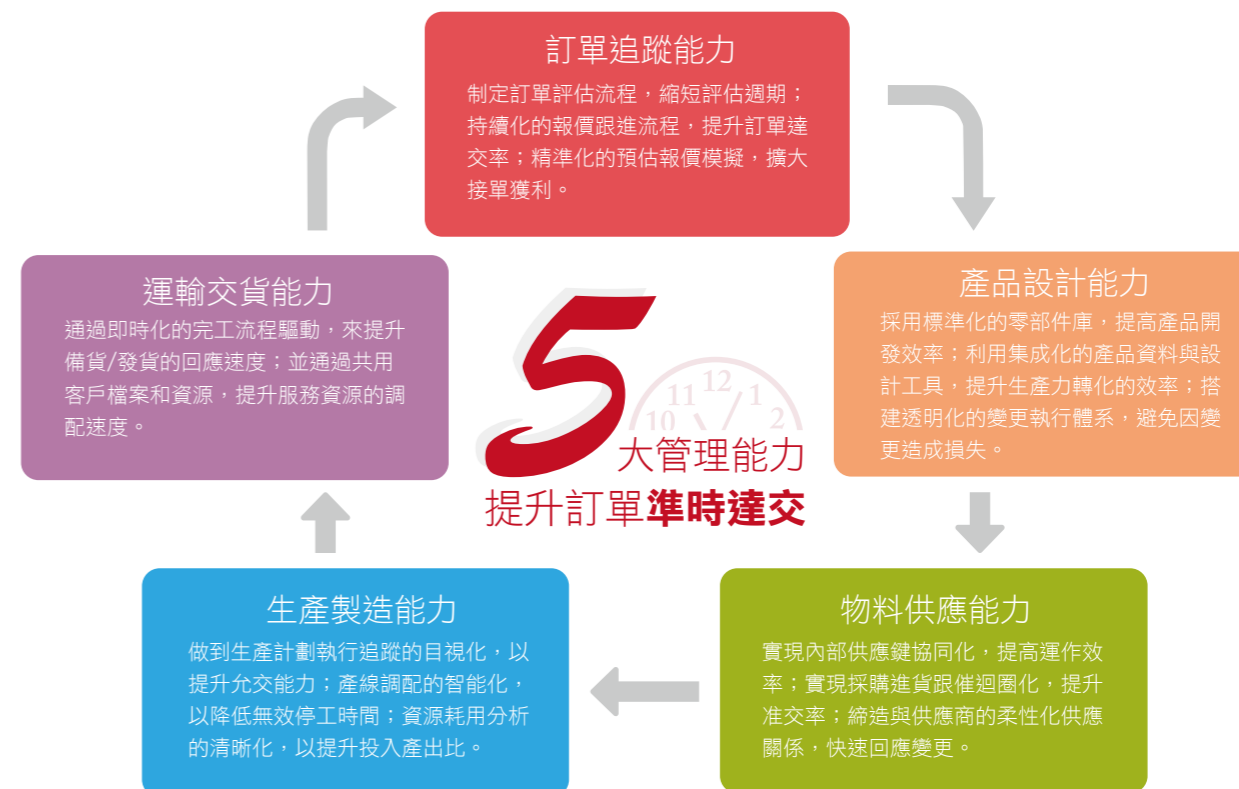 訂單追蹤能力
制定訂單評估流程，縮短評估週期；
持續化的報價跟進流程，提升訂單達
交率；精準化的預估報價模擬，擴大
接單獲利。
產品設計能力
採用標準化的零部件庫，提高產品開
發效率；利用集成化的產品資料與設
計工具，提升生產力轉化的效率；搭
建透明化的變更執行體系，避免因變
更造成損失。
物料供應能力
實現內部供應鍵協同化，提高運作效
率；實現採購進貨跟催迴圈化，提升
准交率；締造與供應商的柔性化供應
關係，快速回應變更。
生產製造能力
做到生產計劃執行追蹤的目視化，以
提升允交能力；產線調配的智能化，
以降低無效停工時間；資源耗用分析
的清晰化，以提升投入產出比。
運輸交貨能力
通過即時化的完工流程驅動，來提升
備貨/發貨的回應速度；並通過共用
客戶檔案和資源，提升服務資源的調
配速度。
5
10 11 12 1 2
大管理能力
提升訂單準時達交